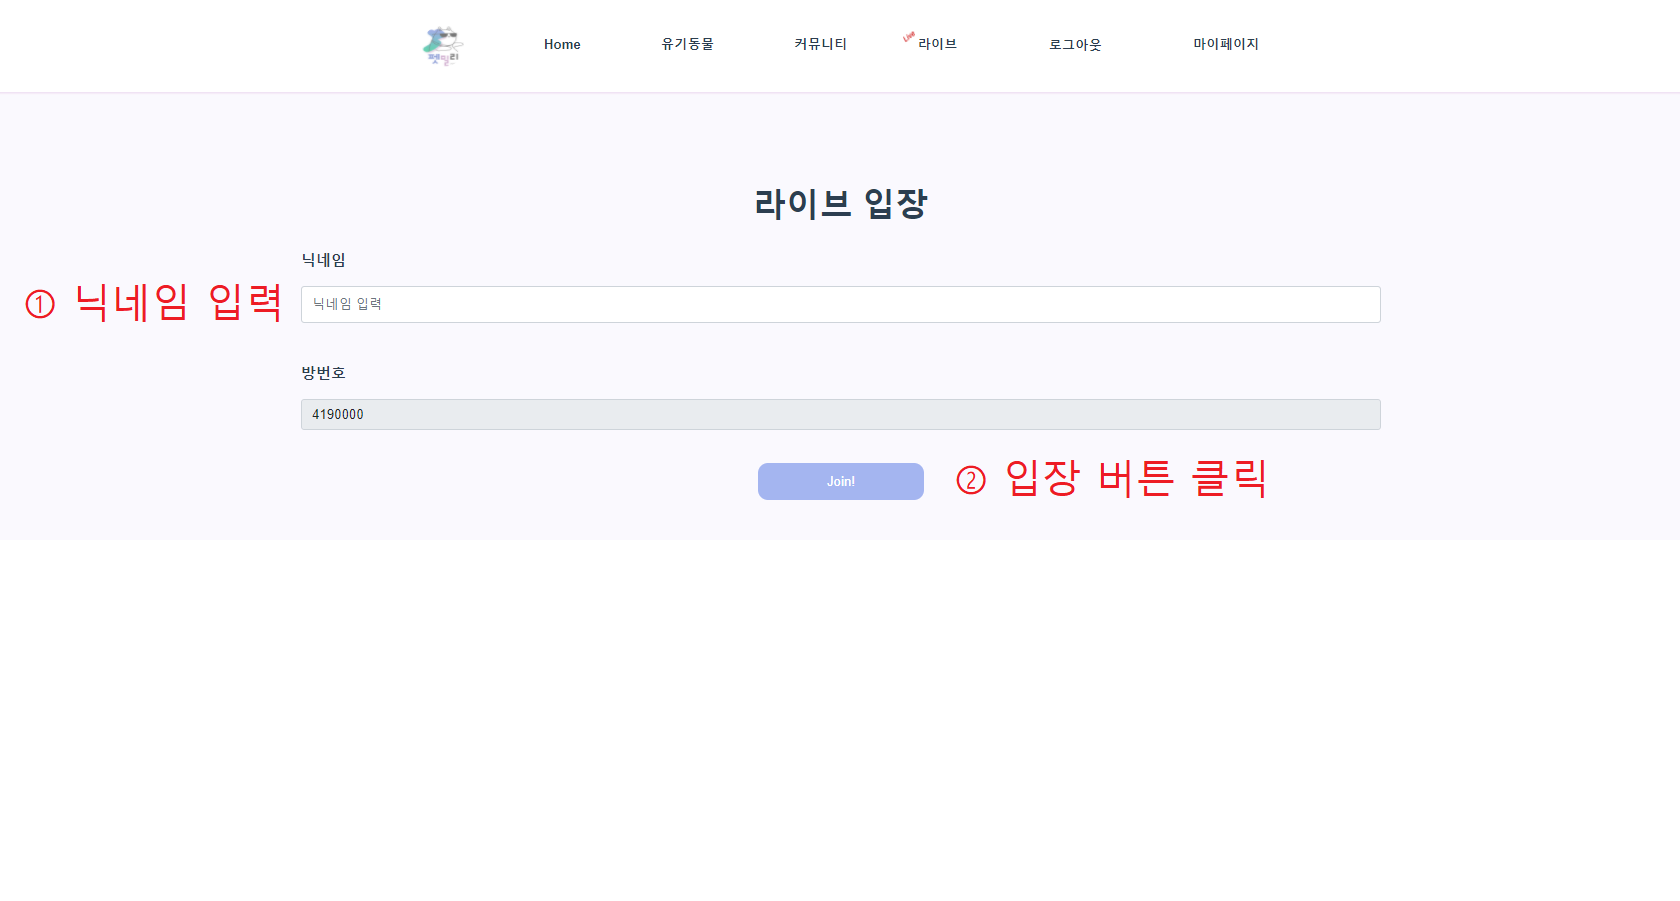 펫밀리
Home
유기동물
커뮤니티
Live
라이브
로그아웃
마이페이지
라이브 입장
닉네임
① 닉네임 입력
닉네임 입력
방번호
4190000
Join!
② 입장 버튼 클릭